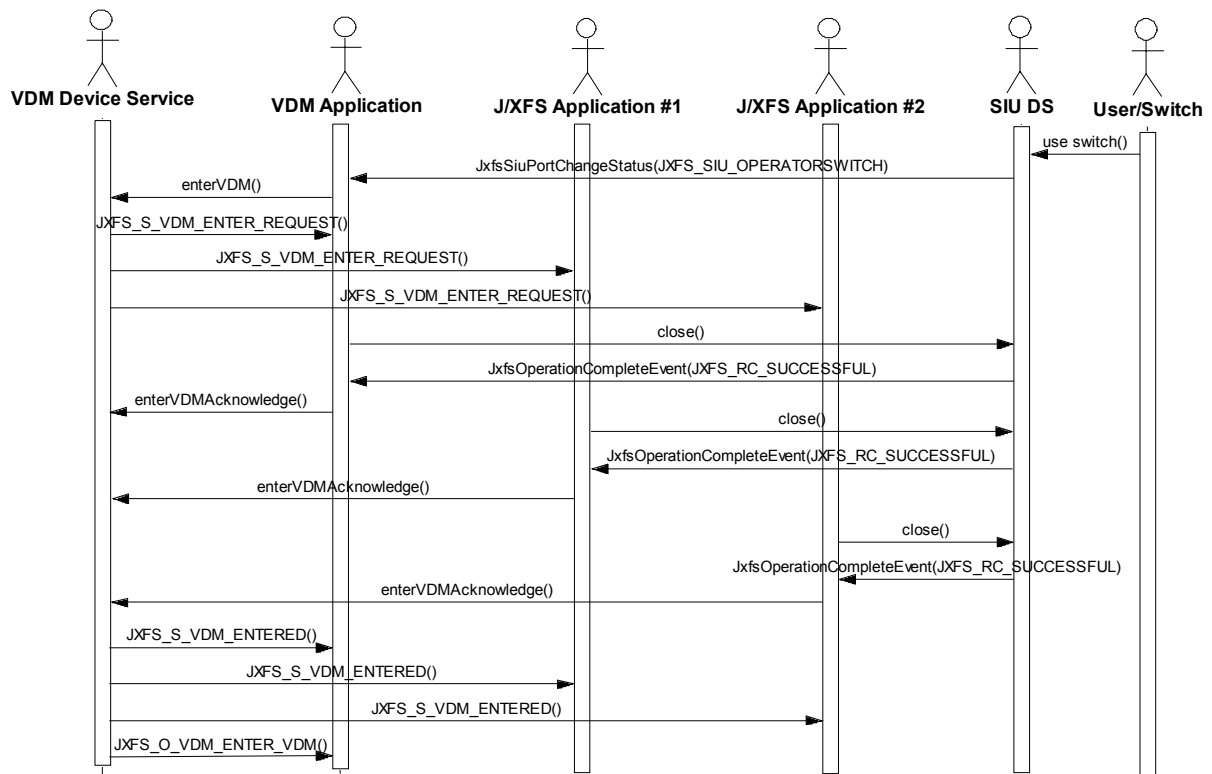 VDM Device Service
VDM Application
J/XFS Application #1
J/XFS Application #2
SIU DS
User/Switch
use switch()
JxfsSiuPortChangeStatus(JXFS_SIU_OPERATORSWITCH)
enterVDM()
JXFS_S_VDM_ENTER_REQUEST()
JXFS_S_VDM_ENTER_REQUEST()
JXFS_S_VDM_ENTER_REQUEST()
close()
JxfsOperationCompleteEvent(JXFS_RC_SUCCESSFUL)
enterVDMAcknowledge()
close()
JxfsOperationCompleteEvent(JXFS_RC_SUCCESSFUL)
enterVDMAcknowledge()
close()
JxfsOperationCompleteEvent(JXFS_RC_SUCCESSFUL)
enterVDMAcknowledge()
JXFS_S_VDM_ENTERED()
JXFS_S_VDM_ENTERED()
JXFS_S_VDM_ENTERED()
JXFS_O_VDM_ENTER_VDM()